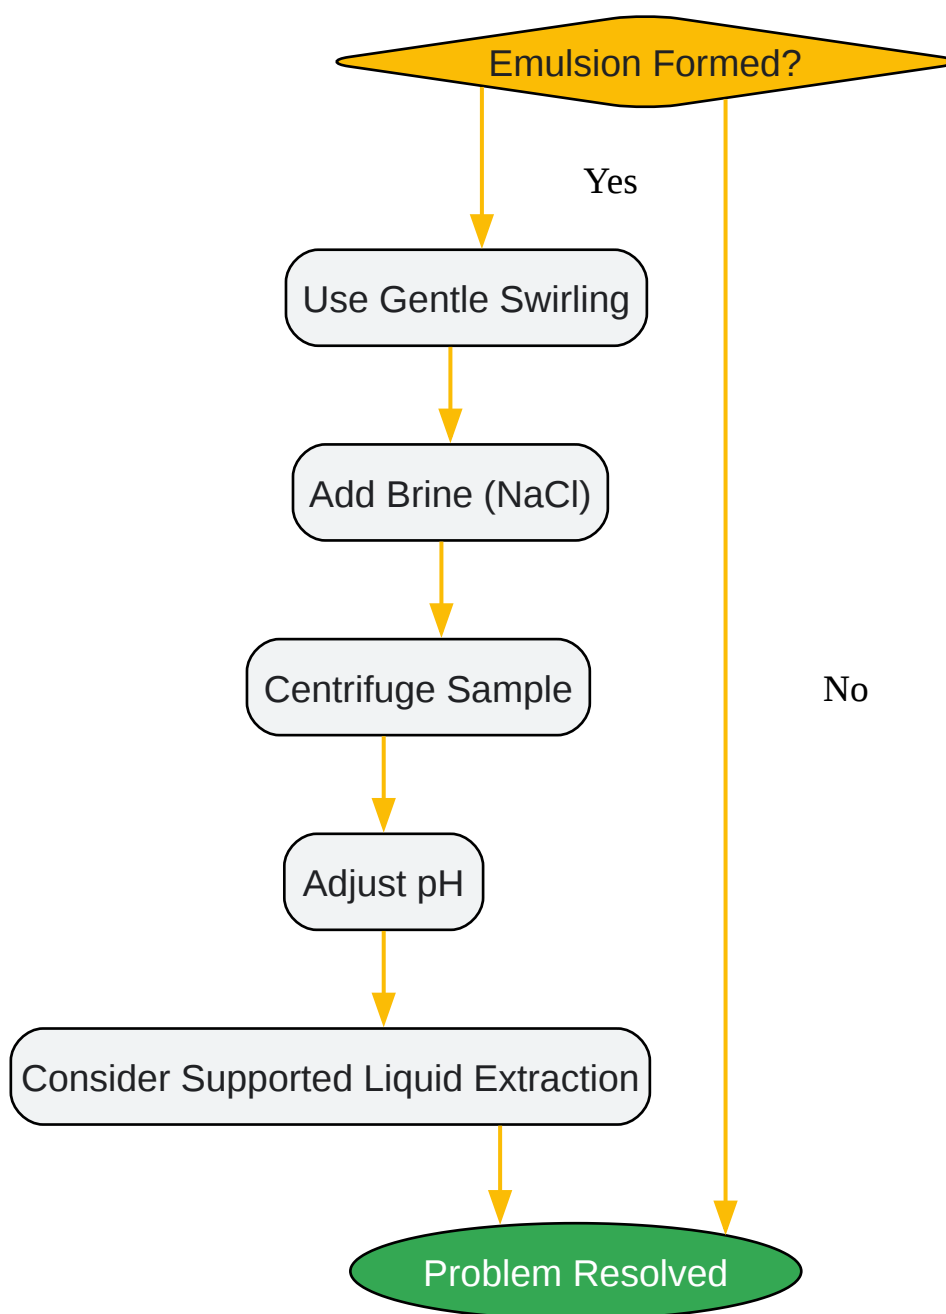 Emulsion Formed?
Yes
Use Gentle Swirling
Add Brine (NaCl)
Centrifuge Sample
No
Adjust pH
Consider Supported Liquid Extraction
Problem Resolved